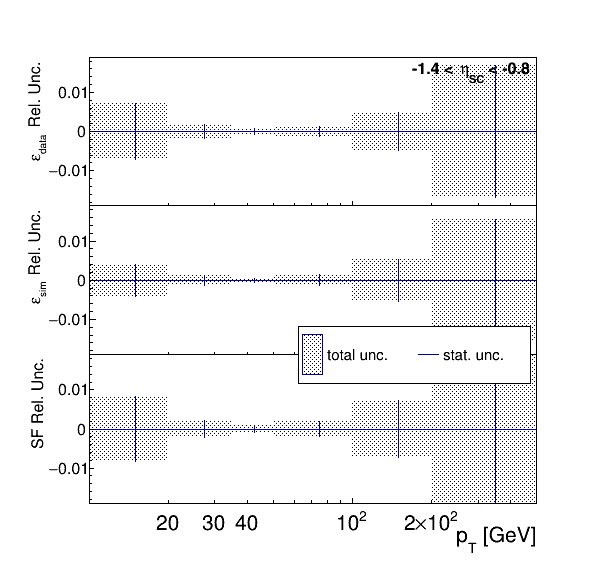 -1.4 < η_SC < -0.8
ε_data Rel. Unc.
0.01
0
−0.01
ε_sim Rel. Unc.
0.01
0
−0.01
total unc.
stat. unc.
SF Rel. Unc.
0.01
0
−0.01
20 30 40 10² 2×10²
p_T [GeV]